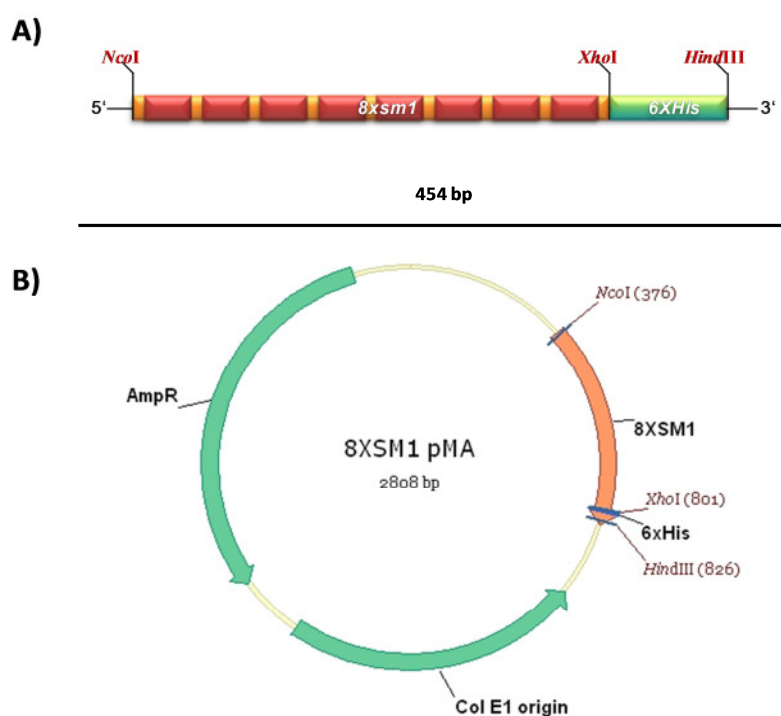 A)
NcoI XhoI HindIII
5‘ 8xsm1 6XHis 3‘
454 bp
B)
NcoI (376)
AmpR
8XSM1
8XSM1 pMA
2808 bp
XhoI (801)
6xHis
HindIII (826)
Col E1 origin